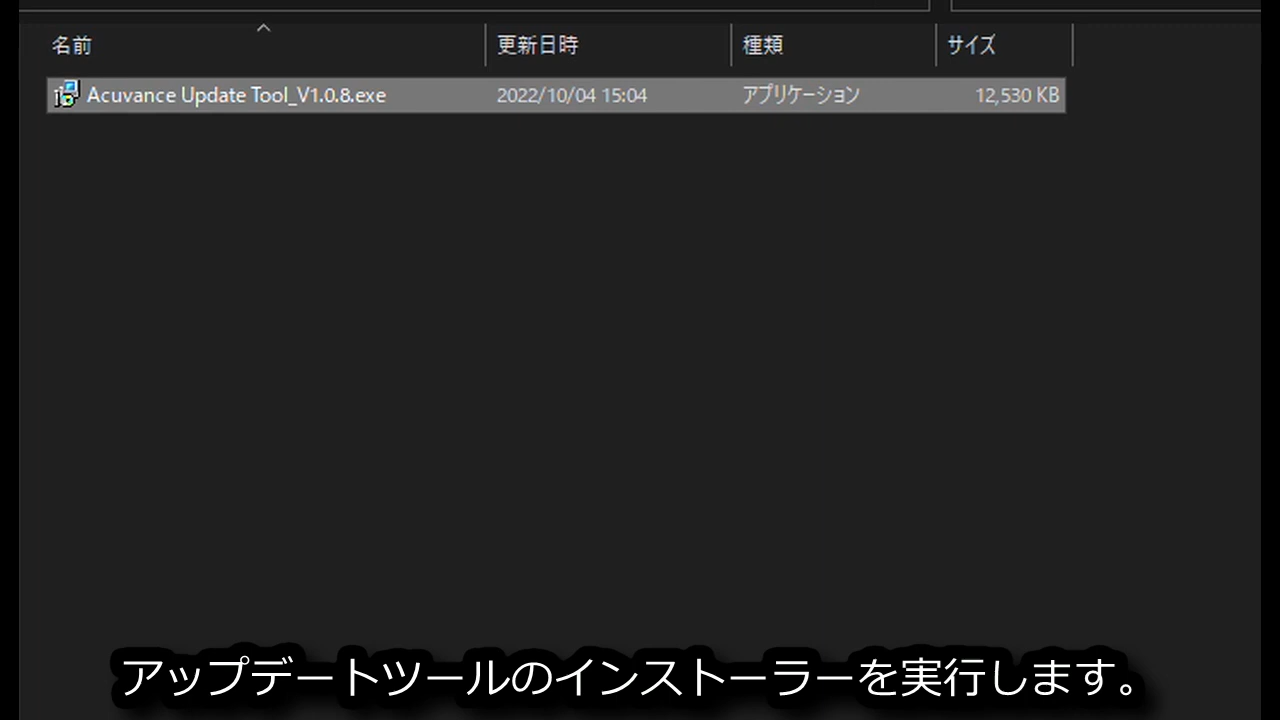 名前 更新日時 種類 サイズ
Acuvance Update Tool_V1.0.8.exe 2022/10/04 15:04 アプリケーション 12,530 KB
アップデートツールのインストーラーを実行します。